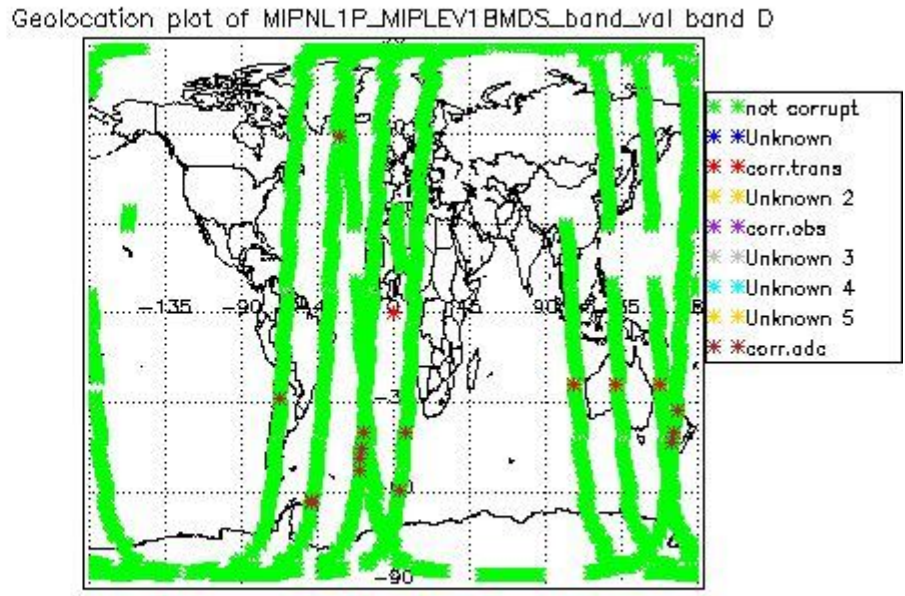 Geolocation plot of MIPNL1P_MIPLEV1BMDS_band_val band D
not corrupt
Unknown
corr.trans
Unknown 2
corr.obs
Unknown 3
Unknown 4
Unknown 5
corr.adc
-135
-90
45
90
-90